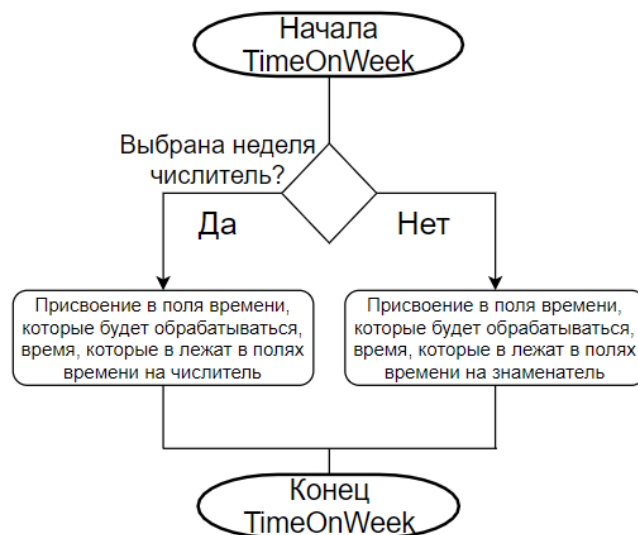 Начала
TimeOnWeek
Выбрана неделя
числитель?
Да
Нет
Присвоение в поля времени,
которые будет обрабатываться,
время, которые в лежат в полях
времени на числитель
Присвоение в поля времени,
которые будет обрабатываться,
время, которые в лежат в полях
времени на знаменатель
Конец
TimeOnWeek